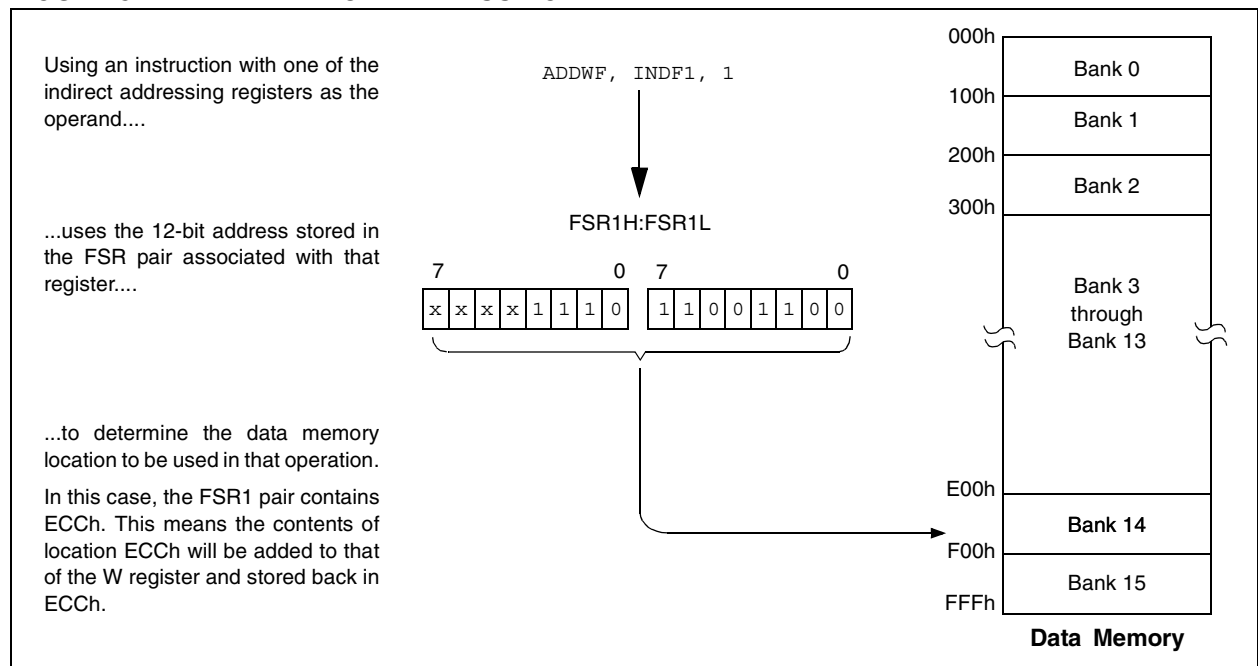 Using an instruction with one of the
indirect addressing registers as the
operand....
ADDWF, INDF1, 1
...uses the 12-bit address stored in
the FSR pair associated with that
register....
FSR1H:FSR1L
7 0 7 0
x x x x 1 1 1 0 1 1 0 0 1 1 0 0
...to determine the data memory
location to be used in that operation.
In this case, the FSR1 pair contains
ECCh. This means the contents of
location ECCh will be added to that
of the W register and stored back in
ECCh.
000h
Bank 0
100h
Bank 1
200h
Bank 2
300h
Bank 3
through
Bank 13
E00h
Bank 14
F00h
Bank 15
FFFh
Data Memory